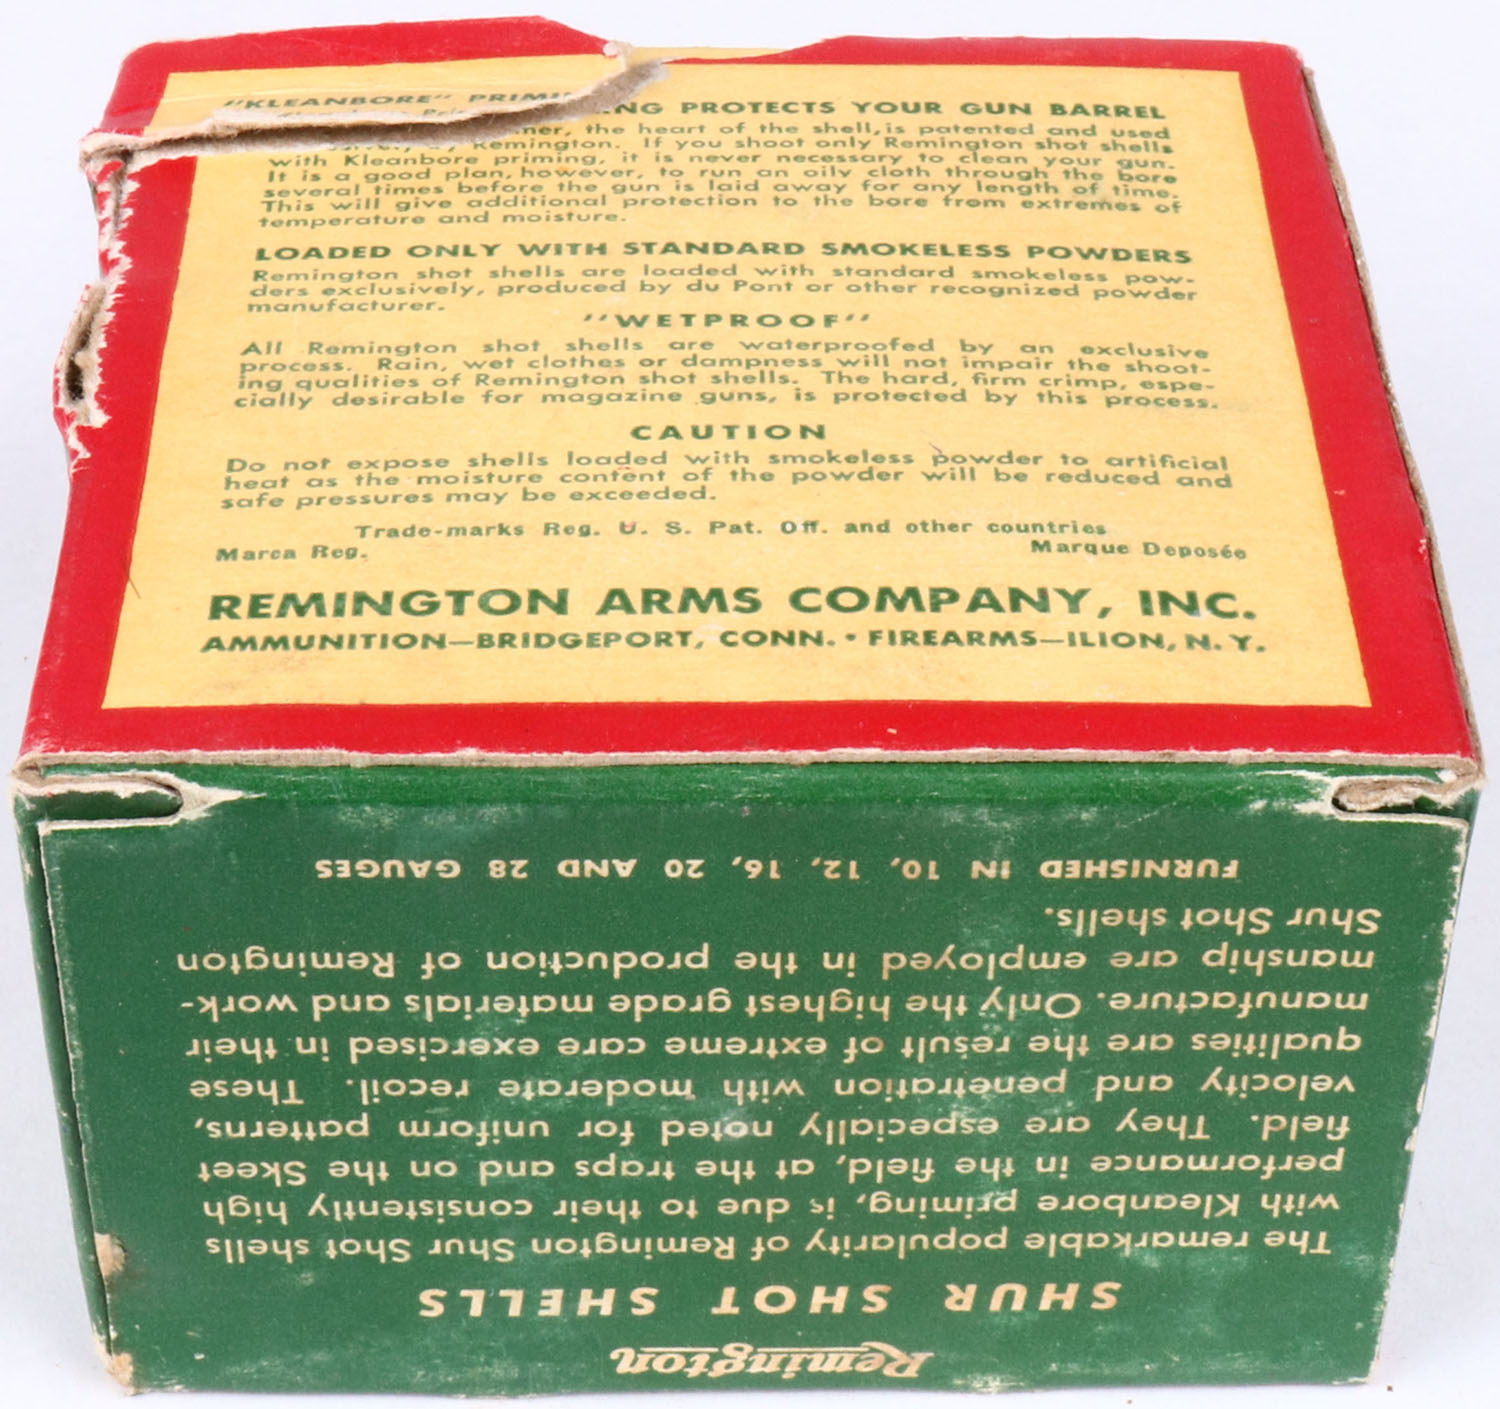 "KLEANBORE" PRIMING PROTECTS YOUR GUN BARREL
the heart of the shell, is patented and used
Remington. If you shoot only Remington shot shells
with Kleanbore priming, it is never necessary to clean your gun.
It is a good plan, however, to run an oily cloth through the bore
several times before the gun is laid away for any length of time.
This will give additional protection to the bore from extremes of
temperature and moisture.
LOADED ONLY WITH STANDARD SMOKELESS POWDERS
Remington shot shells are loaded with standard smokeless pow-
ders exclusively, produced by du Pont or other recognized powder
manufacturer.
"WETPROOF"
All Remington shot shells are waterproofed by an exclusive
process. Rain, wet clothes or dampness will not impair the shoot-
ing qualities of Remington shot shells. The hard, firm crimp, espe-
cially desirable for magazine guns, is protected by this process.
CAUTION
Do not expose shells loaded with smokeless powder to artificial
heat as the moisture content of the powder will be reduced and
safe pressures may be exceeded.
Trade-marks Reg. U. S. Pat. Off. and other countries
Marca Reg. Marque Deposée
REMINGTON ARMS COMPANY, INC.
AMMUNITION—BRIDGEPORT, CONN. • FIREARMS—ILION, N. Y.
Remington
SHUR SHOT SHELLS
The remarkable popularity of Remington Shur Shot shells
with Kleanbore priming, is due to their consistently high
performance in the field, at the traps and on the Skeet
field. They are especially noted for uniform patterns,
velocity and penetration with moderate recoil. These
qualities are the result of extreme care exercised in their
manufacture. Only the highest grade materials and work-
manship are employed in the production of Remington
Shur Shot shells.
FURNISHED IN 10, 12, 16, 20 AND 28 GAUGES